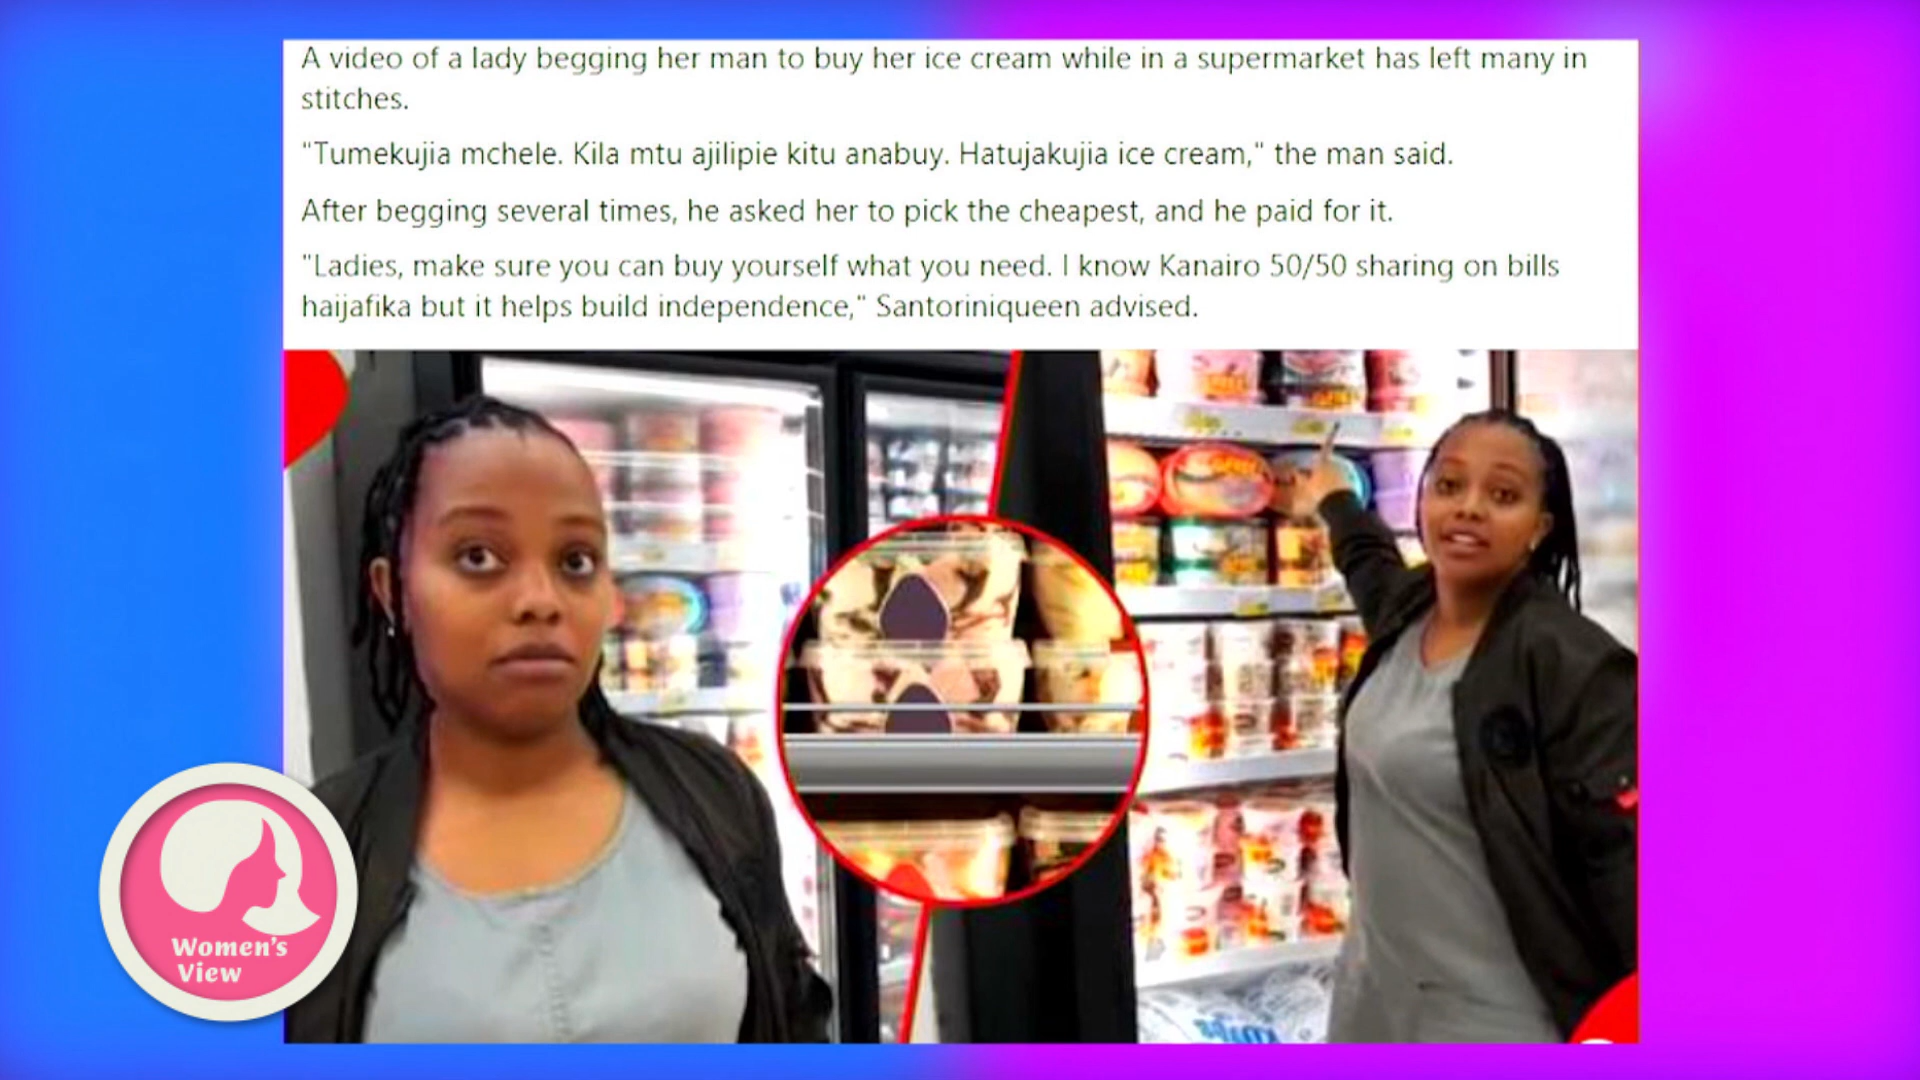 A video of a lady begging her man to buy her ice cream while in a supermarket has left many in
stitches.
"Tumekujia mchele. Kila mtu ajilipie kitu anabuy. Hatujakujia ice cream," the man said.
After begging several times, he asked her to pick the cheapest, and he paid for it.
"Ladies, make sure you can buy yourself what you need. I know Kanairo 50/50 sharing on bills
haijafika but it helps build independence," Santoriniqueen advised.
Women's
View